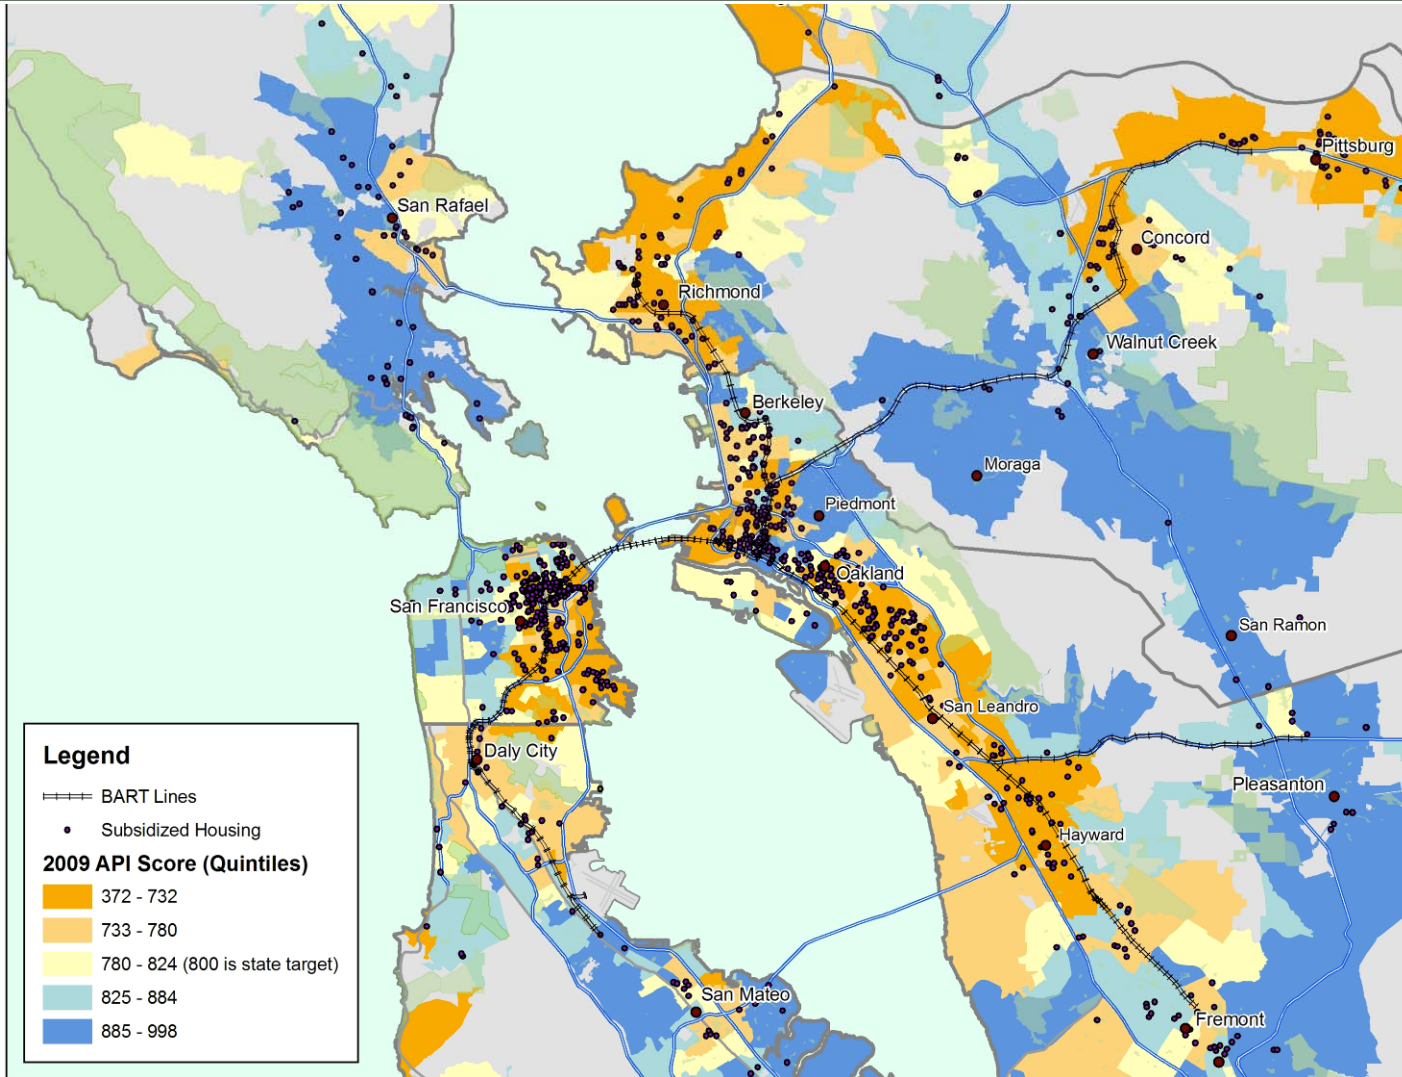 Pittsburg
San Rafael
Concord
Richmond
Walnut Creek
Berkeley
Moraga
Piedmont
Oakland
San Francisco
San Ramon
San Leandro
Daly City
Pleasanton
Hayward
San Mateo
Fremont
Legend
BART Lines
Subsidized Housing
2009 API Score (Quintiles)
372 - 732
733 - 780
780 - 824 (800 is state target)
825 - 884
885 - 998